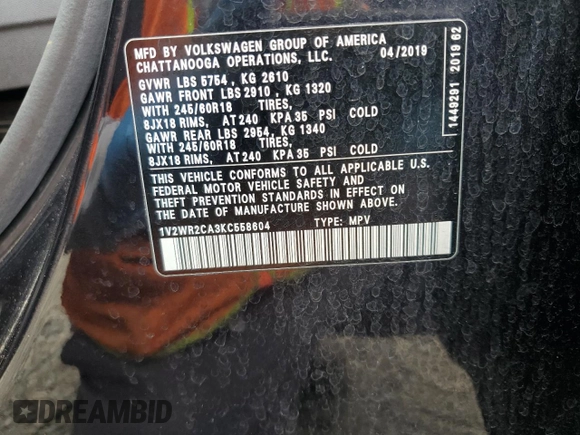 MFD BY VOLKSWAGEN GROUP OF AMERICA
CHATTANOOGA OPERATIONS, LLC. 04/2019
GVWR LBS 5754, KG 2610
GAWR FRONT LBS 2910, KG 1320
WITH 245/60R18 TIRES,
8JX18 RIMS, AT 240 KPA 35 PSI COLD
GAWR REAR LBS 2954, KG 1340
WITH 245/60R18 TIRES,
8JX18 RIMS, AT 240 KPA 35 PSI COLD
THIS VEHICLE CONFORMS TO ALL APPLICABLE U.S.
FEDERAL MOTOR VEHICLE SAFETY AND
THEFT PREVENTION STANDARDS IN EFFECT ON
THE DATE OF MANUFACTURE SHOWN ABOVE.
1V2WR2CA3KC558604 TYPE: MPV
1449291 2019 62
DREAMBID